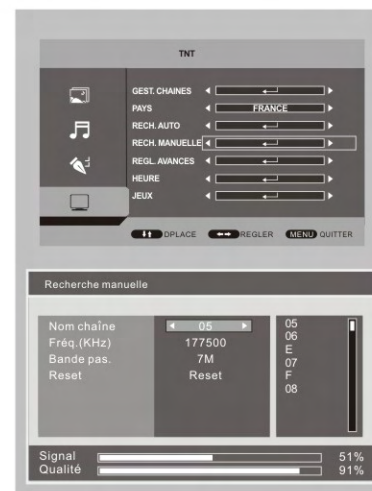 TNT
GEST. CHAINES
PAYS FRANCE
RECH. AUTO
RECH. MANUELLE
REGL. AVANCES
HEURE
JEUX
DPLACE REGLER MENU QUITTER
Recherche manuelle
Nom chaîne 05
Fréq.(KHz) 177500
Bande pas. 7M
Reset Reset
05
06
E
07
F
08
Signal 51%
Qualité 91%